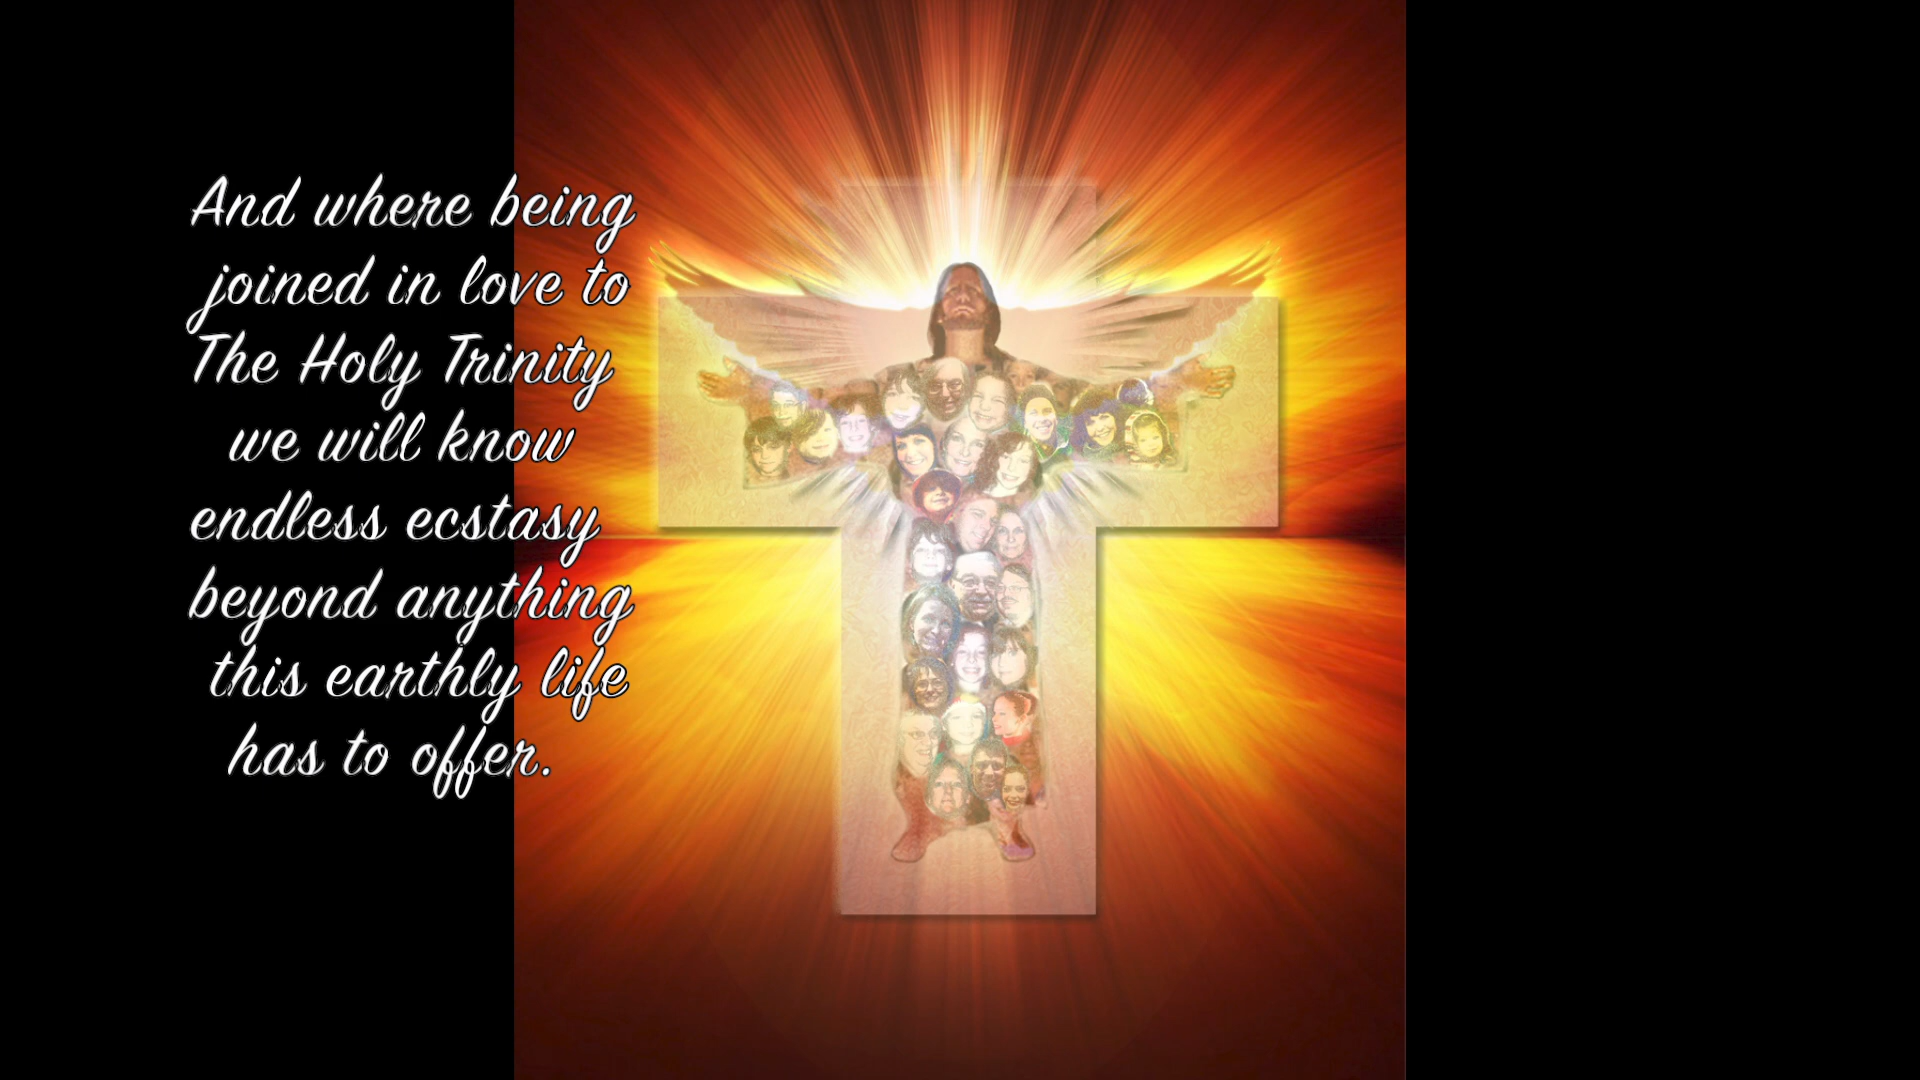 And where being
joined in love to
The Holy Trinity
we will know
endless ecstasy
beyond anything
this earthly life
has to offer.